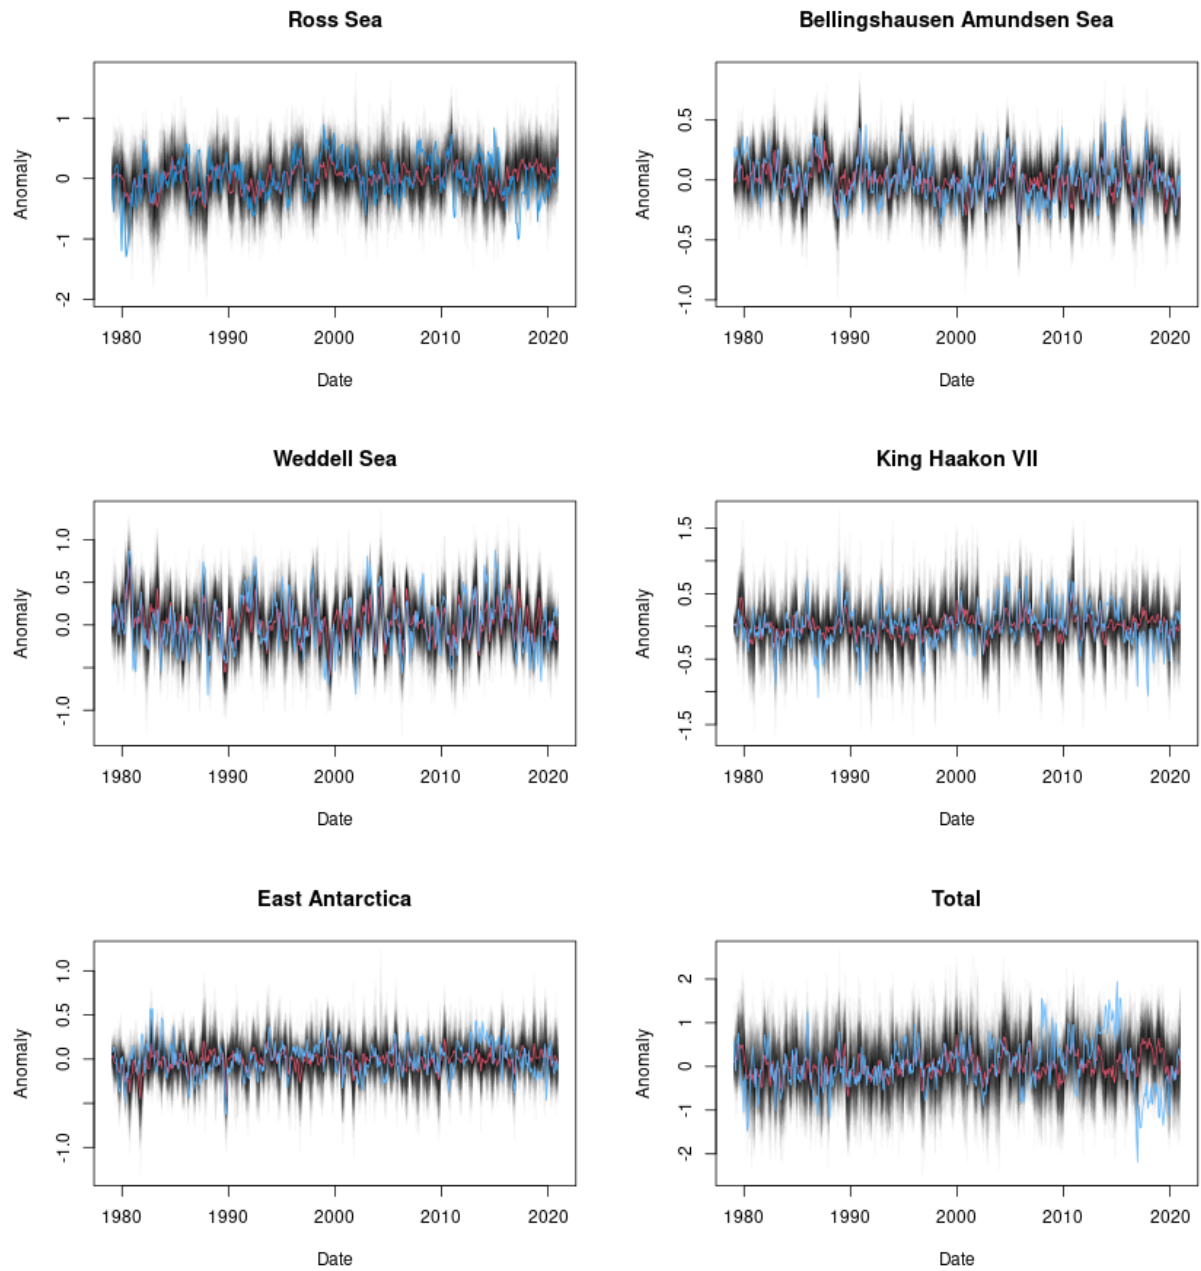 Ross Sea
1
0
-1
-2
Anomaly
1980 1990 2000 2010 2020
Date
Bellingshausen Amundsen Sea
0.5
0.0
-0.5
-1.0
Anomaly
1980 1990 2000 2010 2020
Date
Weddell Sea
1.0
0.5
0.0
-1.0
Anomaly
1980 1990 2000 2010 2020
Date
King Haakon VII
1.5
0.5
-0.5
-1.5
Anomaly
1980 1990 2000 2010 2020
Date
East Antarctica
1.0
0.5
0.0
-1.0
Anomaly
1980 1990 2000 2010 2020
Date
Total
2
1
0
-1
-2
Anomaly
1980 1990 2000 2010 2020
Date